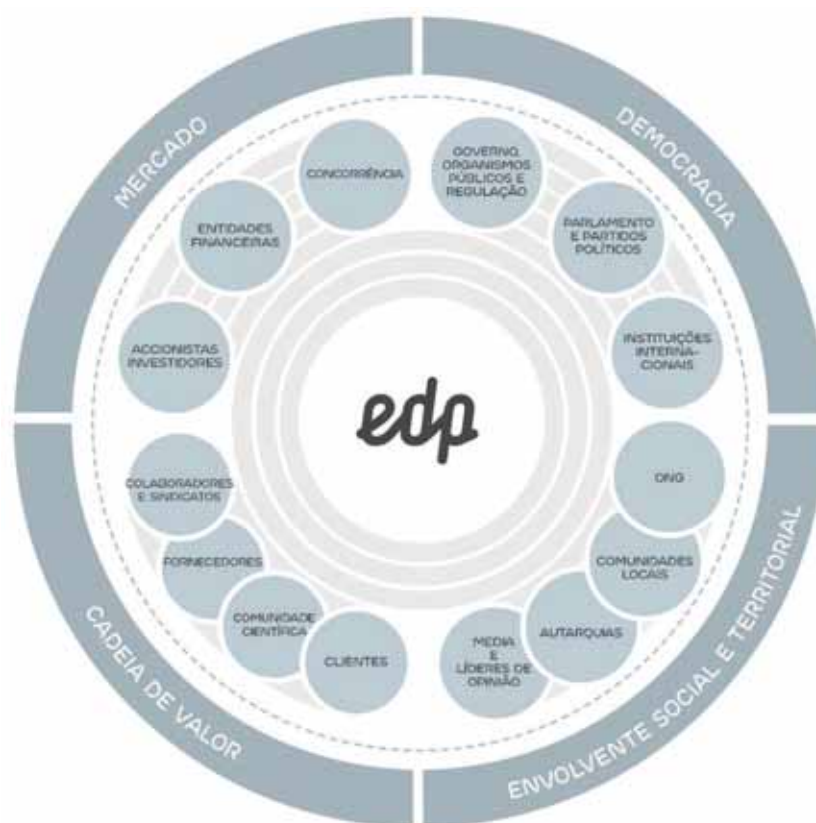 MERCADO
DEMOCRACIA
CONCORRÊNCIA
GOVERNO,
ORGANISMOS
PÚBLICOS E
REGULAÇÃO
ENTIDADES
FINANCEIRAS
PARLAMENTO
E PARTIDOS
POLÍTICOS
ACCIONISTAS
INVESTIDORES
INSTITUIÇÕES
INTERNA-
CIONAIS
edp
COLABORADORES
E SINDICATOS
ONG
FORNECEDORES
COMUNIDADES
LOCAIS
COMUNIDADE
CIENTÍFICA
AUTARQUIAS
CLIENTES
MEDIA
E
LÍDERES DE
OPINIÃO
CADEIA DE VALOR
ENVOLVENTE SOCIAL E TERRITORIAL